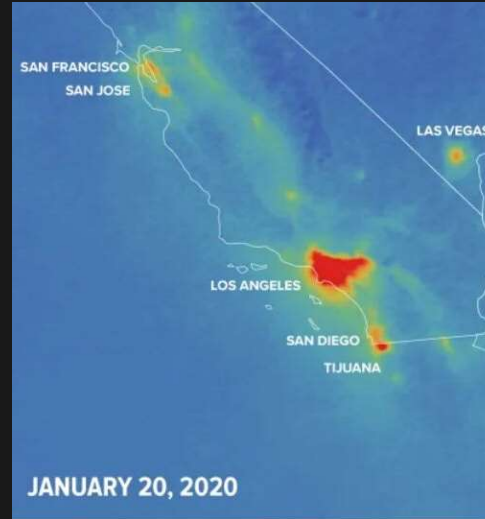 SAN FRANCISCO
SAN JOSE
LAS VEGAS
LOS ANGELES
SAN DIEGO
TIJUANA
JANUARY 20, 2020